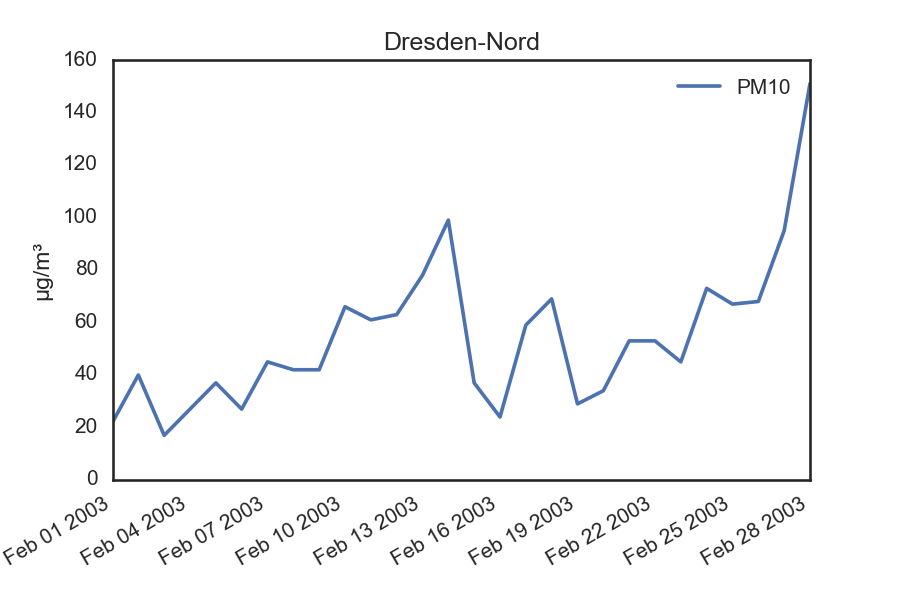 Dresden-Nord
160
140
120
100
80
60
40
20
0
µg/m³
PM10
Feb 01 2003
Feb 04 2003
Feb 07 2003
Feb 10 2003
Feb 13 2003
Feb 16 2003
Feb 19 2003
Feb 22 2003
Feb 25 2003
Feb 28 2003